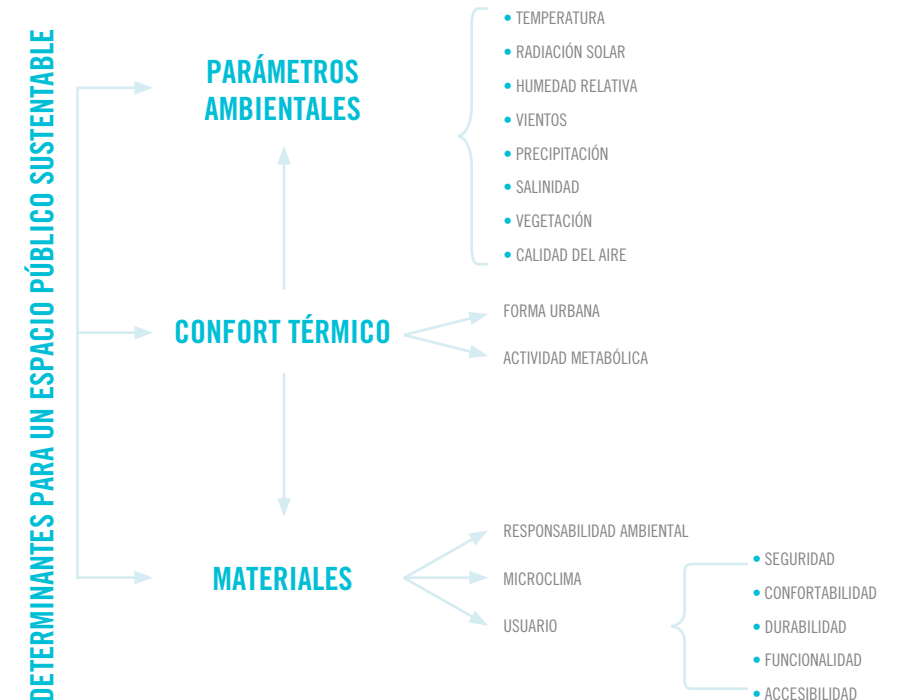 DETERMINANTES PARA UN ESPACIO PÚBLICO SUSTENTABLE
PARÁMETROS
AMBIENTALES
• TEMPERATURA
• RADIACIÓN SOLAR
• HUMEDAD RELATIVA
• VIENTOS
• PRECIPITACIÓN
• SALINIDAD
• VEGETACIÓN
• CALIDAD DEL AIRE
CONFORT TÉRMICO
FORMA URBANA
ACTIVIDAD METABÓLICA
MATERIALES
RESPONSABILIDAD AMBIENTAL
MICROCLIMA
USUARIO
• SEGURIDAD
• CONFORTABILIDAD
• DURABILIDAD
• FUNCIONALIDAD
• ACCESIBILIDAD